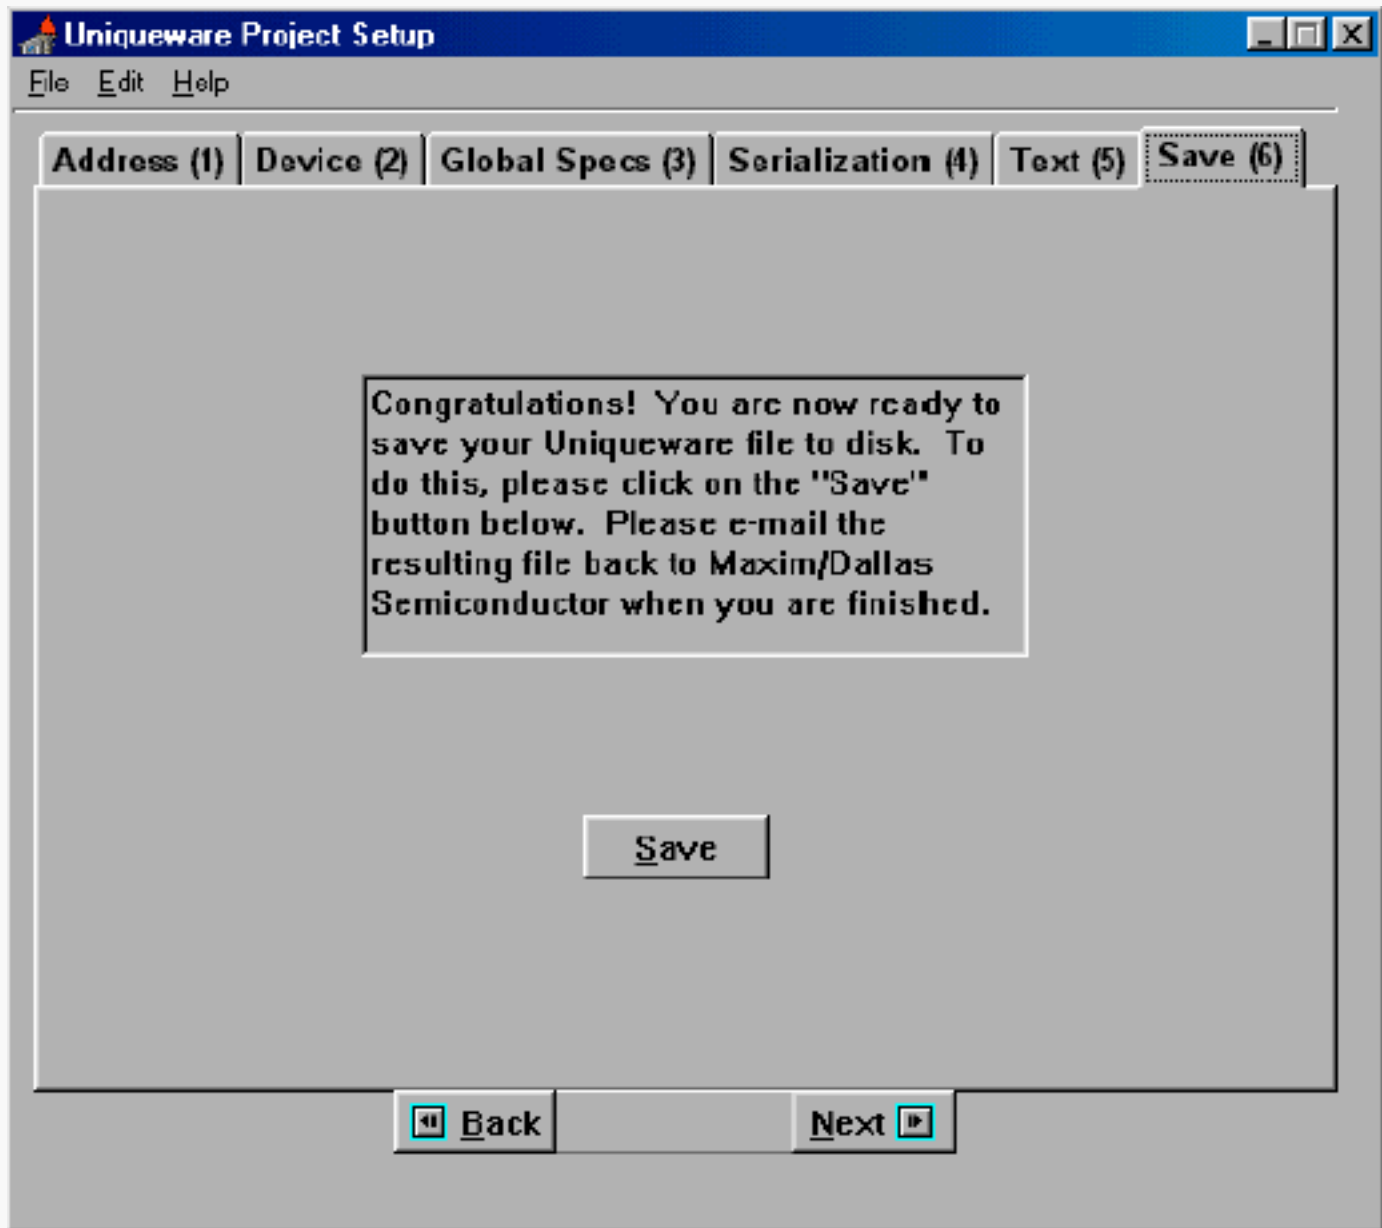 Uniqueware Project Setup
File Edit Help
Address (1) Device (2) Global Specs (3) Serialization (4) Text (5) Save (6)
Congratulations! You are now ready to
save your Uniqueware file to disk. To
do this, please click on the "Save"
button below. Please e-mail the
resulting file back to Maxim/Dallas
Semiconductor when you are finished.
Save
Back Next